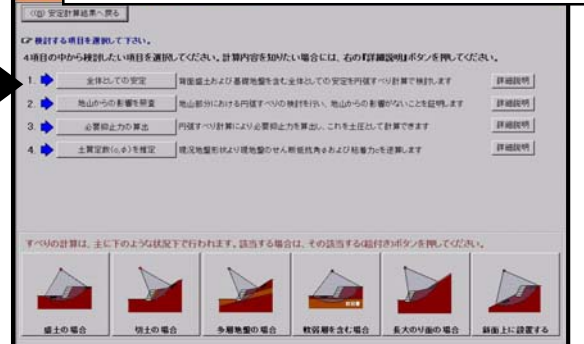 《(B) 安定計算結果へ戻る
検討する項目を選択して下さい。
4項目の中から検討したい項目を選択してください。計算内容を知りたい場合には、右の『詳細説明』ボタンを押してください。
1. 全体としての安定 背面盛土および基礎地盤を含む全体としての安定を円弧すべり計算で検討します 詳細説明
2. 地山からの影響を照査 地山部分における円弧すべりの検討を行い、地山からの影響がないことを証明します 詳細説明
3. 必要抑止力の算出 円弧すべり計算により必要抑止力を算出し、これを土圧として計算できます 詳細説明
4. 土質定数(c,φ)を推定 現況地盤形状より現地盤のせん断抵抗角φおよび粘着力cを逆算します 詳細説明
すべりの計算は、主に下のような状況下で行われます。該当する場合は、その該当する(絵付き)ボタンを押してください。
盛土の場合 切土の場合 多層地盤の場合 軟弱層を含む場合 長大のり面の場合 斜面上に設置する